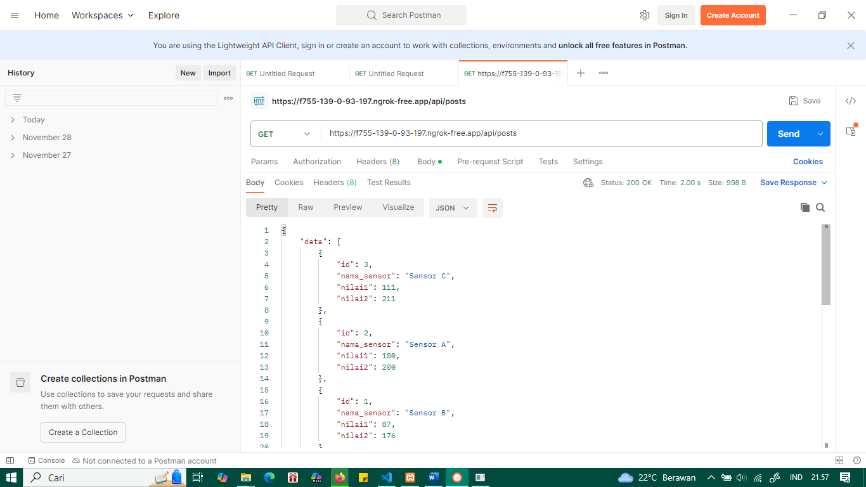 Home Workspaces Explore Search Postman Sign In Create Account
You are using the Lightweight API Client, sign in or create an account to work with collections, environments and unlock all free features in Postman.
History New Import GET Untitled Request GET Untitled Request GET https://f755-139-0-93-19
https://f755-139-0-93-197.ngrok-free.app/api/posts Save
Today
November 28
November 27
GET https://f755-139-0-93-197.ngrok-free.app/api/posts Send
Params Authorization Headers (8) Body Pre-request Script Tests Settings Cookies
Body Cookies Headers (8) Test Results Status: 200 OK Time: 2.00 s Size: 998 B Save Response
Pretty Raw Preview Visualize JSON
1 {
2 "data": [
3 {
4 "id": 3,
5 "nama_sensor": "Sensor C",
6 "nilai1": 111,
7 "nilai2": 211
8 },
9 {
10 "id": 2,
11 "nama_sensor": "Sensor A",
12 "nilai1": 100,
13 "nilai2": 200
14 },
15 {
16 "id": 1,
17 "nama_sensor": "Sensor B",
18 "nilai1": 87,
19 "nilai2": 176
20 }
Create collections in Postman
Use collections to save your requests and share
them with others.
Create a Collection
Console Not connected to a Postman account
Cari 22°C Berawan IND 21.57